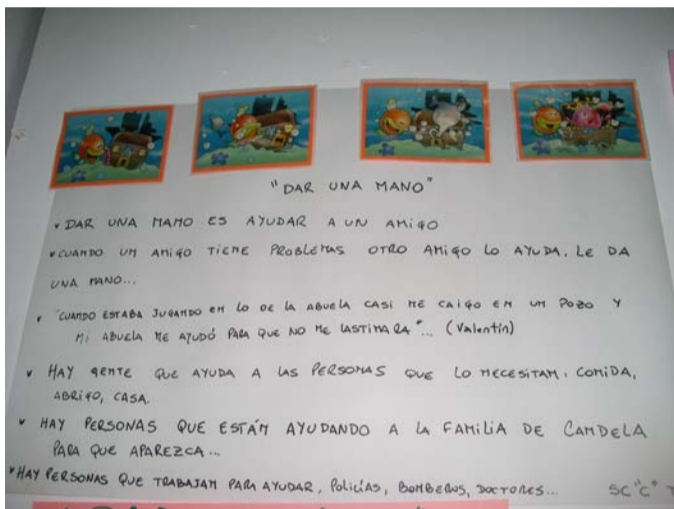 "DAR UNA MANO"
DAR UNA MANO ES AYUDAR A UN AMIGO
CUANDO UN AMIGO TIENE PROBLEMAS OTRO AMIGO LO AYUDA. LE DA
UNA MANO...
"CUANDO ESTABA JUGANDO EN LO DE LA ABUELA CASI ME CAIGO EN UN POZO Y
MI ABUELA ME AYUDÓ PARA QUE NO ME LASTIMARA"... (Valentín)
HAY GENTE QUE AYUDA A LAS PERSONAS QUE LO NECESITAN: COMIDA,
ABRIGO, CASA.
HAY PERSONAS QUE ESTÁN AYUDANDO A LA FAMILIA DE CANDELA
PARA QUE APAREZCA...
HAY PERSONAS QUE TRABAJAN PARA AYUDAR, POLICÍAS, BOMBEROS, DOCTORES... SC"C" T